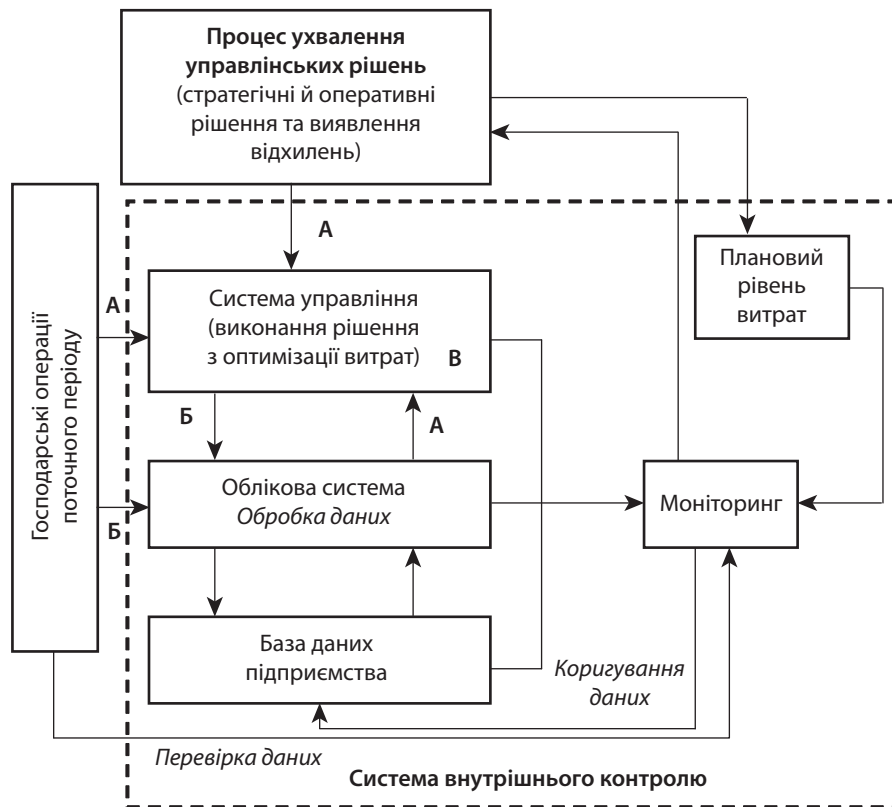 Процес ухвалення
управлінських рішень
(стратегічні й оперативні
рішення та виявлення
відхилень)
Господарські операції
поточного періоду
А
А
Система управління
(виконання рішення
з оптимізації витрат)
В
Плановий
рівень
витрат
Б
А
Облікова система
Обробка даних
Б
Моніторинг
База даних
підприємства
Коригування
даних
Перевірка даних
Система внутрішнього контролю